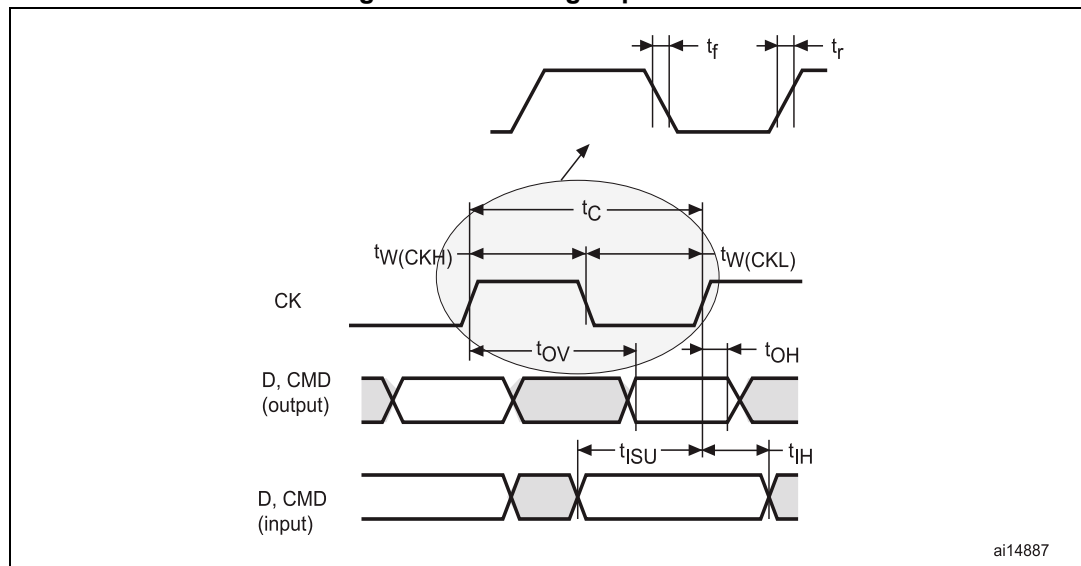 tf
tr
tC
tW(CKH)
tW(CKL)
CK
tOV
tOH
D, CMD
(output)
tISU
tIH
D, CMD
(input)
ai14887